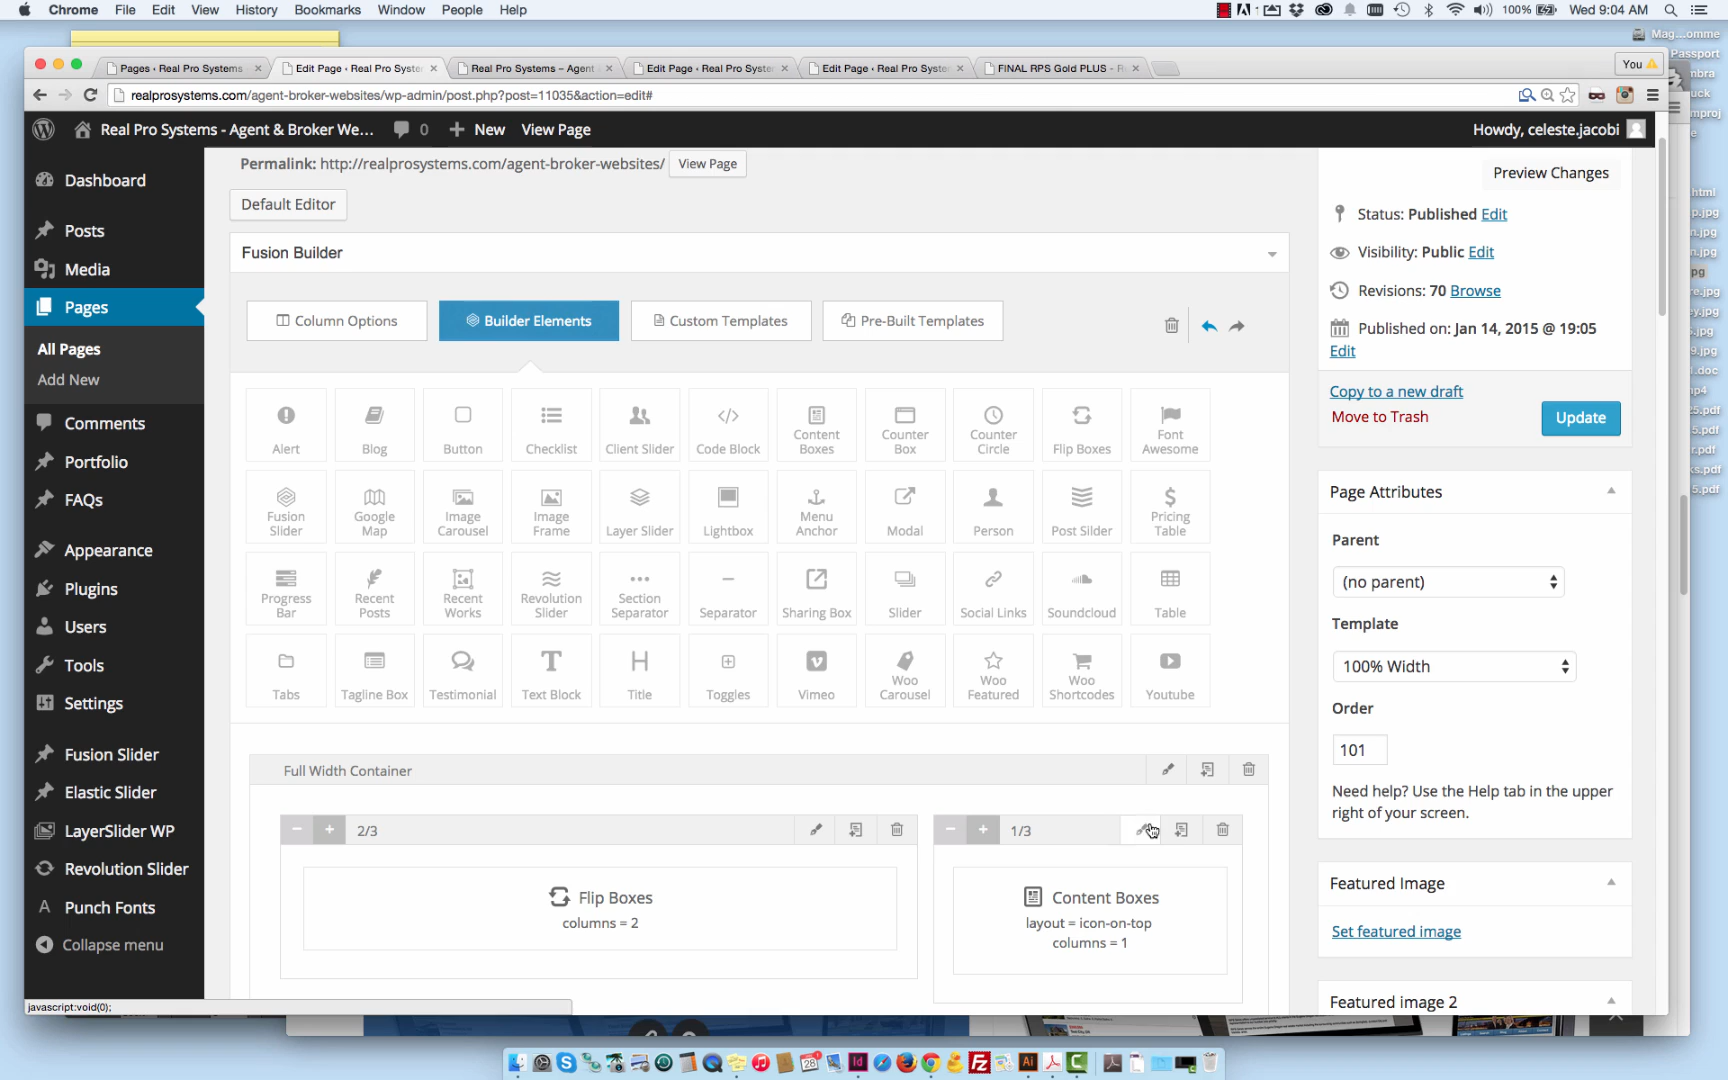 Chrome File Edit View History Bookmarks Window People Help
100% Wed 9:04 AM
Pages ‹ Real Pro Systems
Edit Page ‹ Real Pro Syste
Real Pro Systems – Agent
Edit Page ‹ Real Pro Syste
Edit Page ‹ Real Pro Syste
FINAL RPS Gold PLUS - R
You
realprosystems.com/agent-broker-websites/wp-admin/post.php?post=11035&action=edit#
Real Pro Systems - Agent & Broker We... 0 New View Page
Howdy, celeste.jacobi
Dashboard
Posts
Media
Pages
All Pages
Add New
Comments
Portfolio
FAQs
Appearance
Plugins
Users
Tools
Settings
Fusion Slider
Elastic Slider
LayerSlider WP
Revolution Slider
Punch Fonts
Collapse menu
javascript:void(0);
Permalink: http://realprosystems.com/agent-broker-websites/ View Page
Default Editor
Fusion Builder
Column Options
Builder Elements
Custom Templates
Pre-Built Templates
Alert
Blog
Button
Checklist
Client Slider
Code Block
Content Boxes
Counter Box
Counter Circle
Flip Boxes
Font Awesome
Fusion Slider
Google Map
Image Carousel
Image Frame
Layer Slider
Lightbox
Menu Anchor
Modal
Person
Post Slider
Pricing Table
Progress Bar
Recent Posts
Recent Works
Revolution Slider
Section Separator
Separator
Sharing Box
Slider
Social Links
Soundcloud
Table
Tabs
Tagline Box
Testimonial
Text Block
Title
Toggles
Vimeo
Woo Carousel
Woo Featured
Woo Shortcodes
Youtube
Full Width Container
2/3
Flip Boxes
columns = 2
1/3
Content Boxes
layout = icon-on-top
columns = 1
Preview Changes
Status: Published Edit
Visibility: Public Edit
Revisions: 70 Browse
Published on: Jan 14, 2015 @ 19:05
Edit
Copy to a new draft
Move to Trash
Update
Page Attributes
Parent
(no parent)
Template
100% Width
Order
101
Need help? Use the Help tab in the upper
right of your screen.
Featured Image
Set featured image
Featured image 2
Mag...omme
Passport